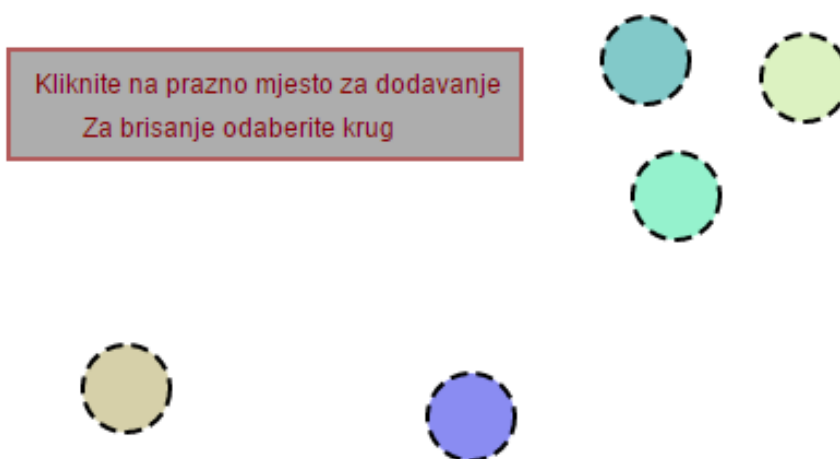 Kliknite na prazno mjesto za dodavanje
Za brisanje odaberite krug